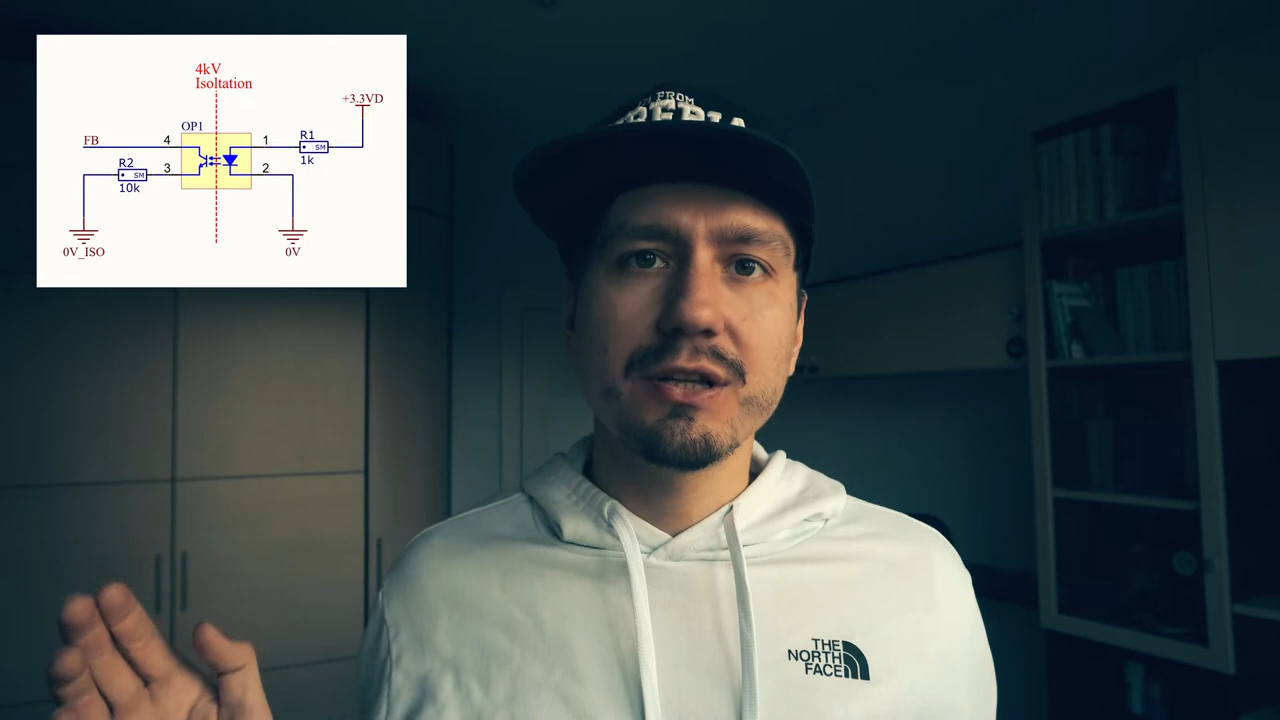 4kV
Isoltation
+3.3VD
OP1
FB
4
1
R1
SM
1k
R2
SM
3
2
10k
0V_ISO
0V
FROM
THE
NORTH
FACE